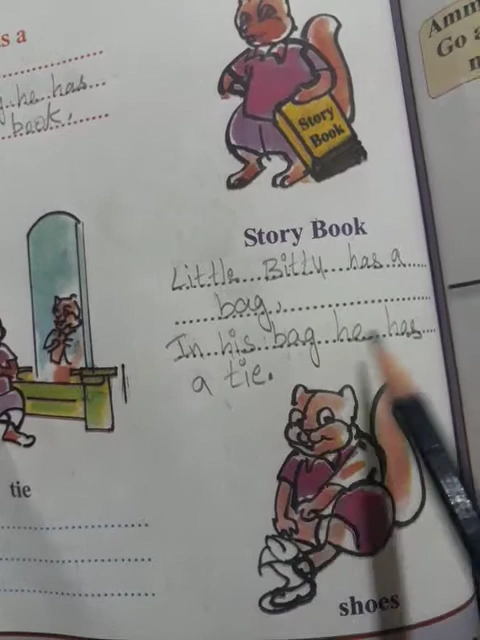 s a
he has
book.
Story
Book
Story Book
Little Bitty has a
bag.
In his bag he has
a tie.
tie
shoes
Amm
Go a